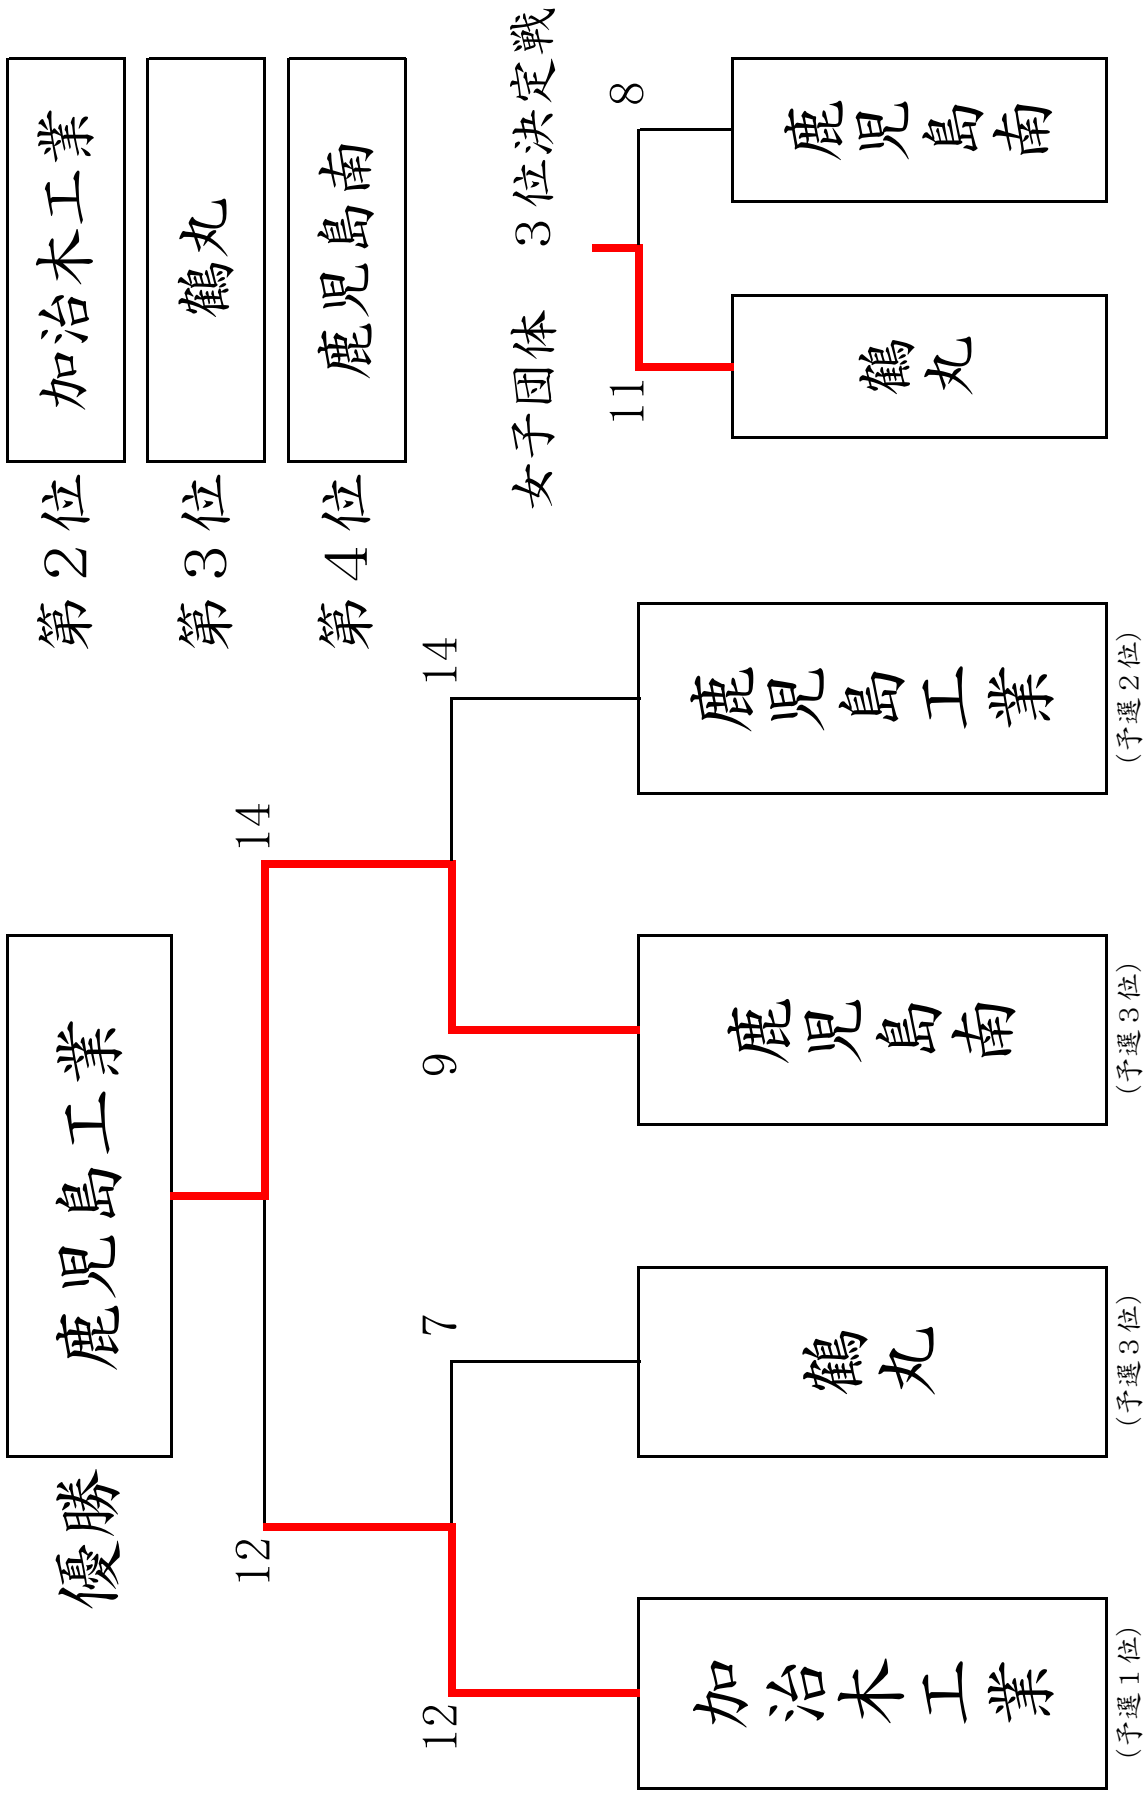 優勝
鹿児島工業
第２位
加治木工業
第３位
鶴丸
第４位
鹿児島南
12
14
12
7
9
14
加治木工業
(予選１位)
鶴丸
(予選３位)
鹿児島南
(予選３位)
鹿児島工業
(予選２位)
女子団体　３位決定戦
11
8
鶴丸
鹿児島南